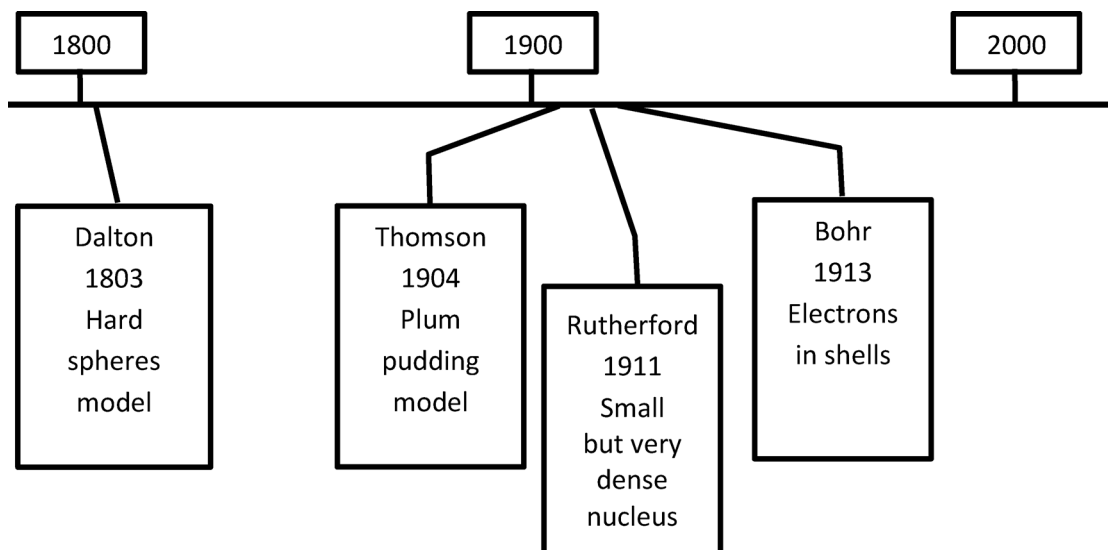 1800
1900
2000
Dalton
1803
Hard
spheres
model
Thomson
1904
Plum
pudding
model
Rutherford
1911
Small
but very
dense
nucleus
Bohr
1913
Electrons
in shells